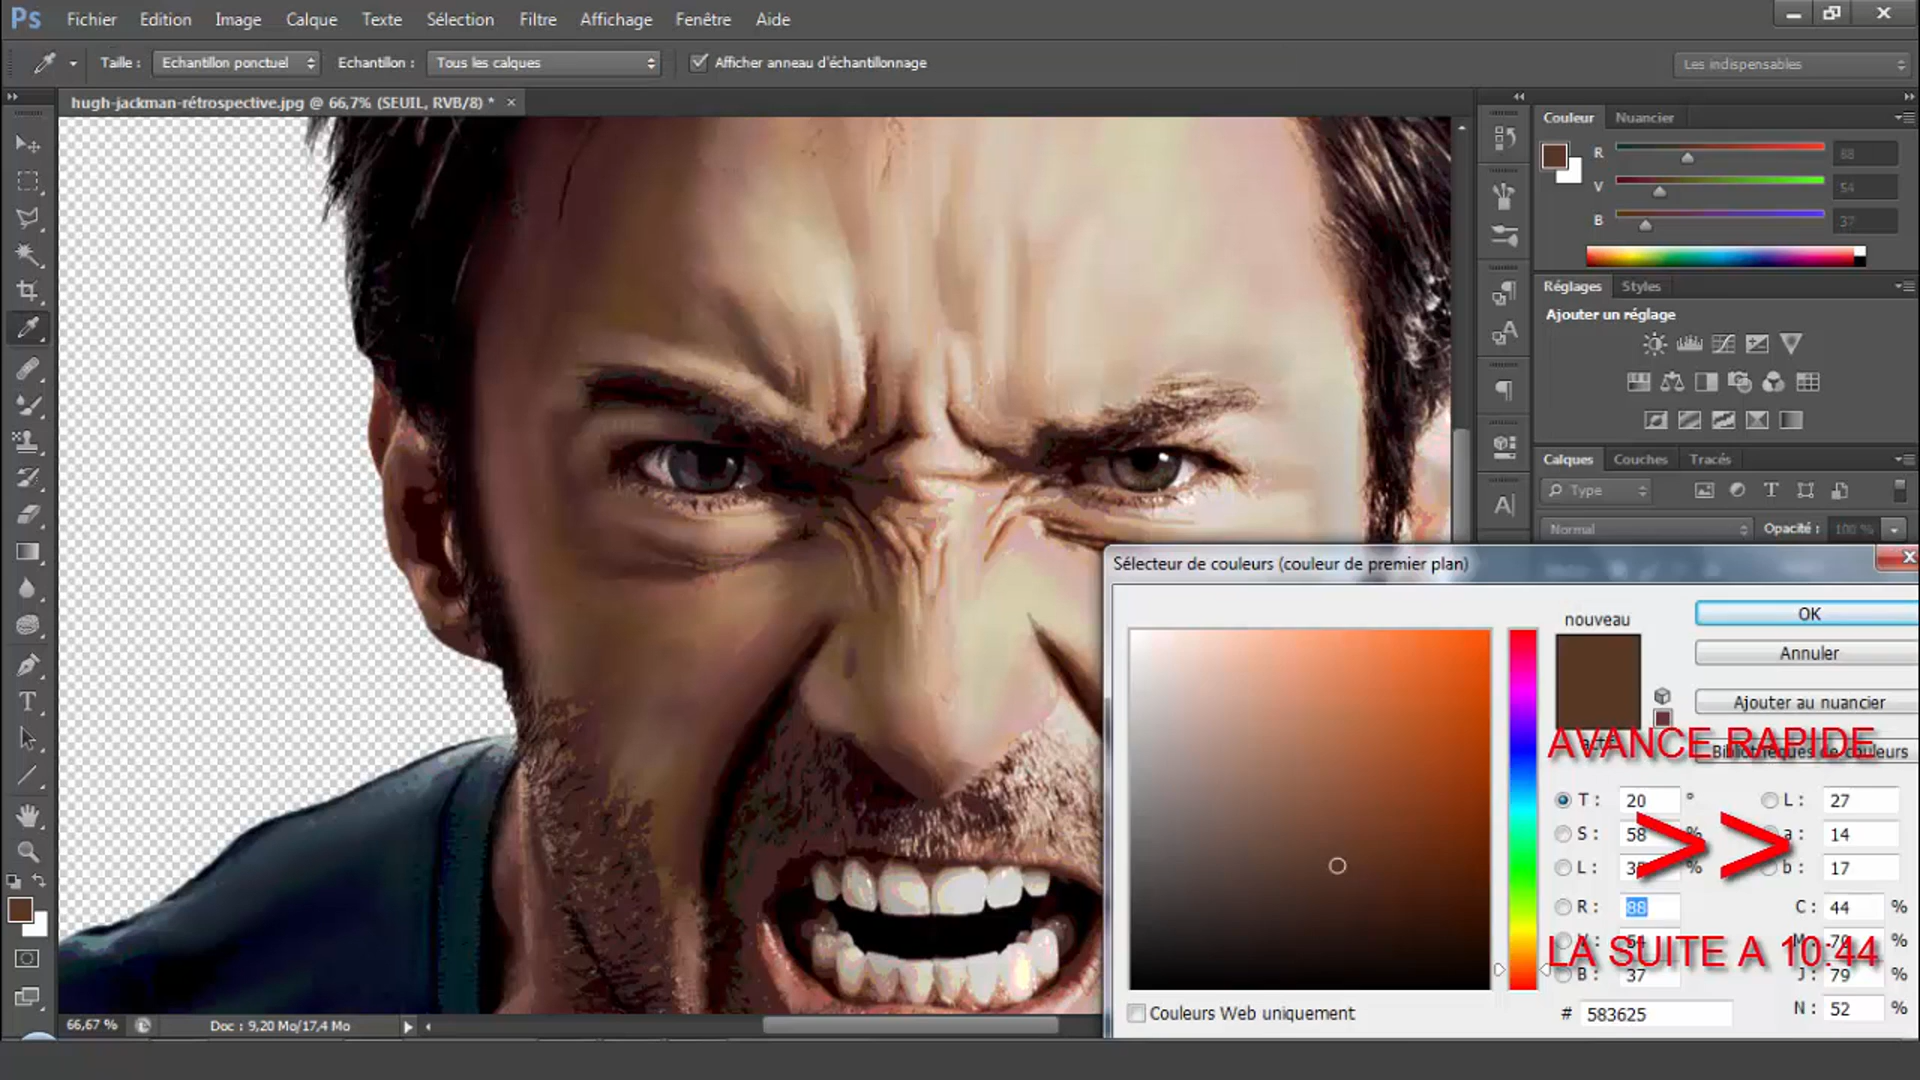 Ps Fichier Edition Image Calque Texte Sélection Filtre Affichage Fenêtre Aide
Taille : Echantillon ponctuel Echantillon : Tous les calques Afficher anneau d'échantillonnage Les indispensables
hugh-jackman-rétrospective.jpg @ 66,7% (SEUIL, RVB/8) * ×
Couleur Nuancier
R 88
V 54
B 37
Réglages Styles
Ajouter un réglage
Calques Couches Tracés
Type
Normal Opacité : 100 %
Sélecteur de couleurs (couleur de premier plan)
nouveau
OK
Annuler
Ajouter au nuancier
AVANCE RAPIDE
Bibliothèques de couleurs
T : 20 ° L : 27
S : 58 % a : 14
L : % b : 17
>>
R : 88 C : 44 %
LA SUITE A 10:44
V : 54 M : 70 %
B : 37 J : 79 %
Couleurs Web uniquement
# 583625
N : 52 %
66,67 % Doc : 9,20 Mo/17,4 Mo